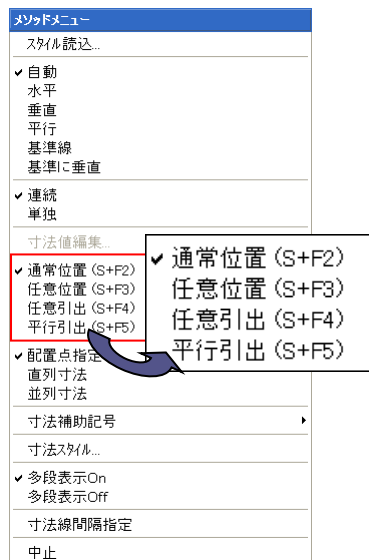 メソッドメニュー
スタイル読込...
✓自動
水平
垂直
平行
基準線
基準に垂直
✓連続
単独
寸法値編集...
✓通常位置(S+F2)
任意位置(S+F3)
任意引出(S+F4)
平行引出(S+F5)
✓通常位置(S+F2)
任意位置(S+F3)
任意引出(S+F4)
平行引出(S+F5)
✓配置点指定
直列寸法
並列寸法
寸法補助記号
寸法スタイル...
✓多段表示On
多段表示Off
寸法線間隔指定
中止